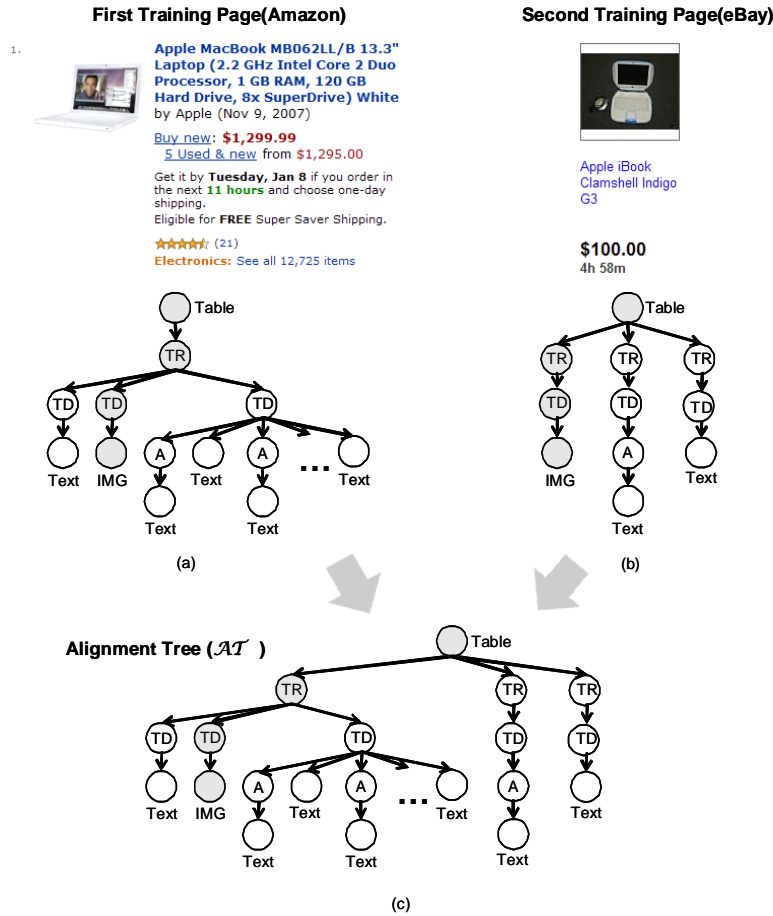 First Training Page(Amazon)
Second Training Page(eBay)
1.
Apple MacBook MB062LL/B 13.3"
Laptop (2.2 GHz Intel Core 2 Duo
Processor, 1 GB RAM, 120 GB
Hard Drive, 8x SuperDrive) White
by Apple (Nov 9, 2007)
Buy new: $1,299.99
5 Used & new from $1,295.00
Get it by Tuesday, Jan 8 if you order in
the next 11 hours and choose one-day
shipping.
Eligible for FREE Super Saver Shipping.
(21)
Electronics: See all 12,725 items
Apple iBook
Clamshell Indigo
G3
$100.00
4h 58m
Table
TR
TD TD TD
A A
Text IMG Text Text
Text Text
(a)
Table
TR TR TR
TD TD TD
A
IMG Text
Text
(b)
Alignment Tree (𝒜𝒯 )
Table
TR TR TR
TD TD TD TD TD
A A A
Text IMG Text Text Text
Text Text Text
(c)